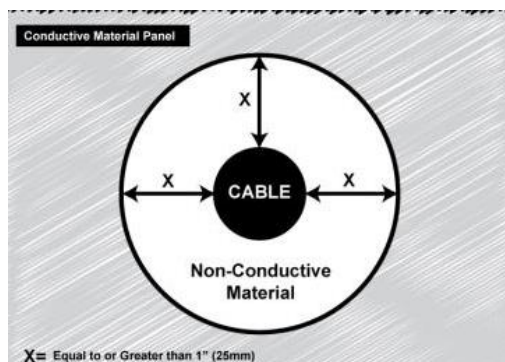 Conductive Material Panel
X
X
CABLE
X
Non-Conductive
Material
X= Equal to or Greater than 1" (25mm)